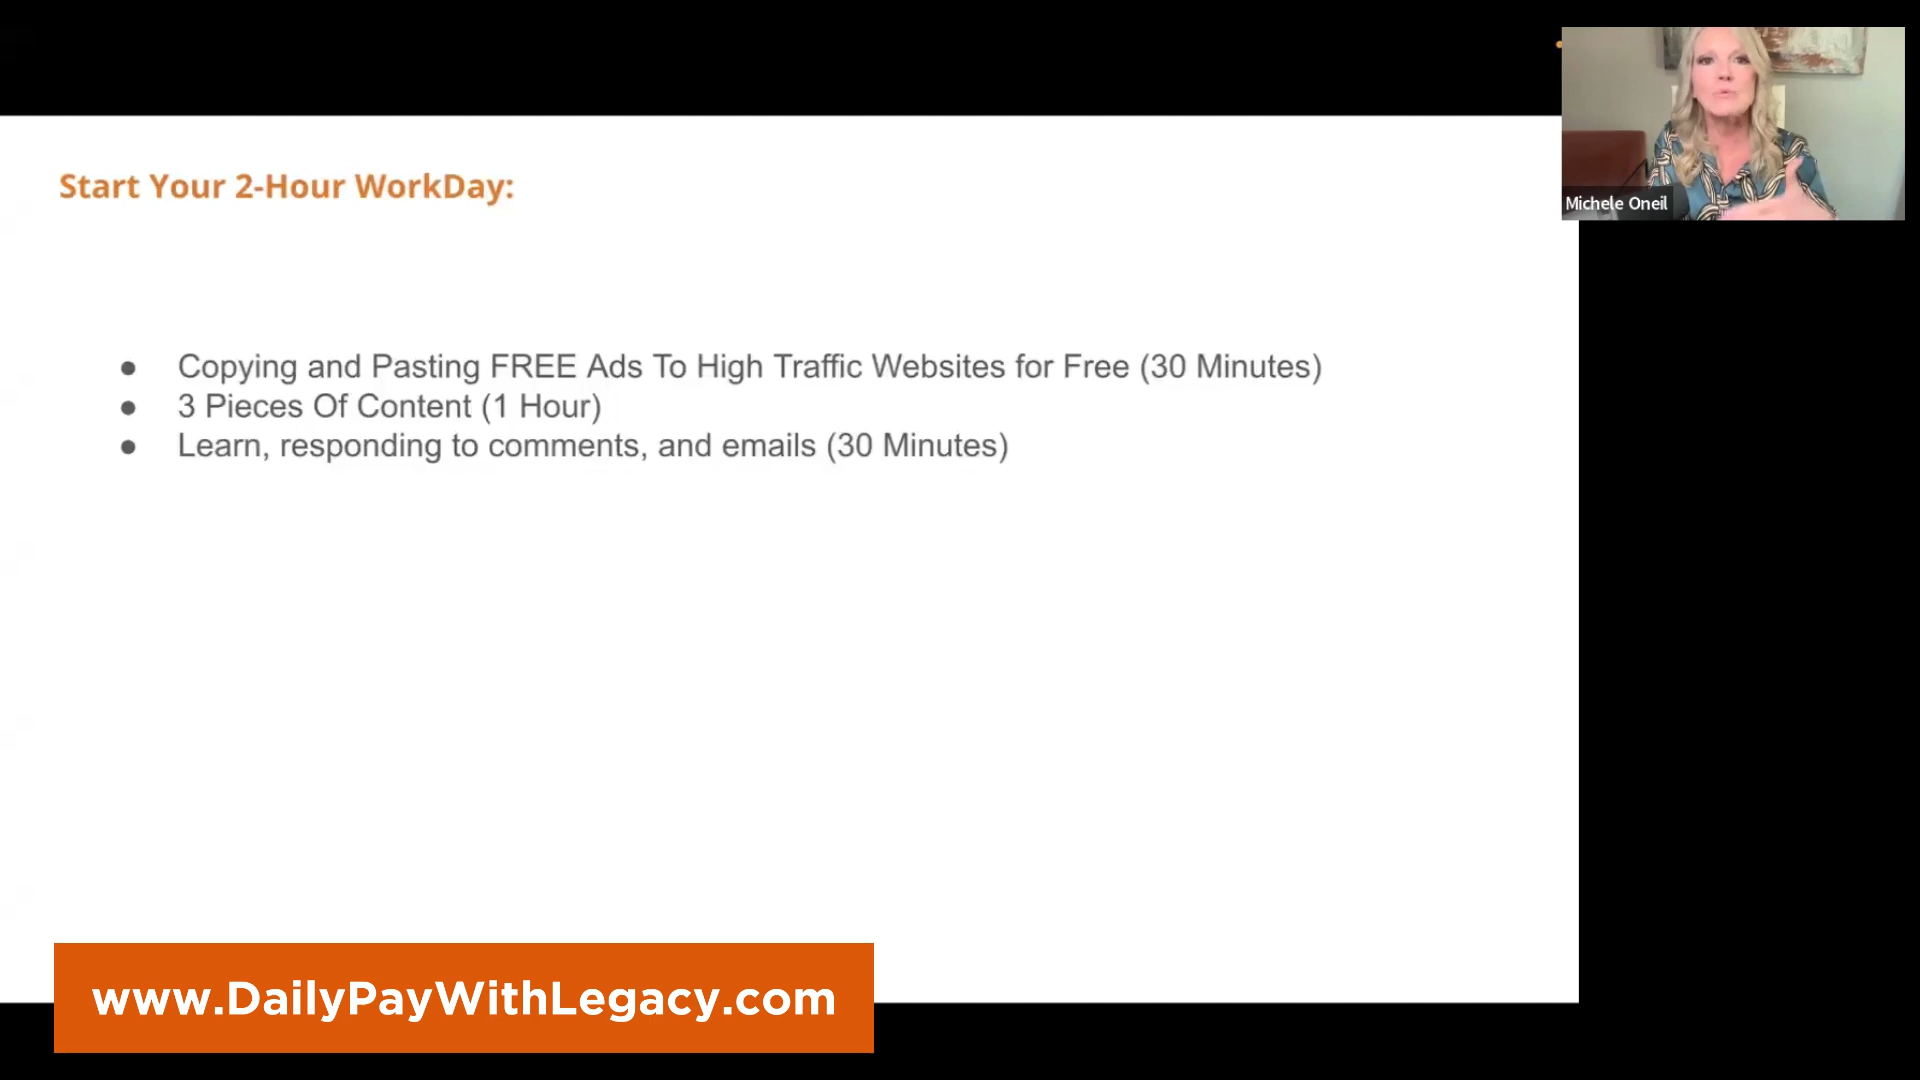 Start Your 2-Hour WorkDay:
Michele Oneil
● Copying and Pasting FREE Ads To High Traffic Websites for Free (30 Minutes)
● 3 Pieces Of Content (1 Hour)
● Learn, responding to comments, and emails (30 Minutes)
www.DailyPayWithLegacy.com